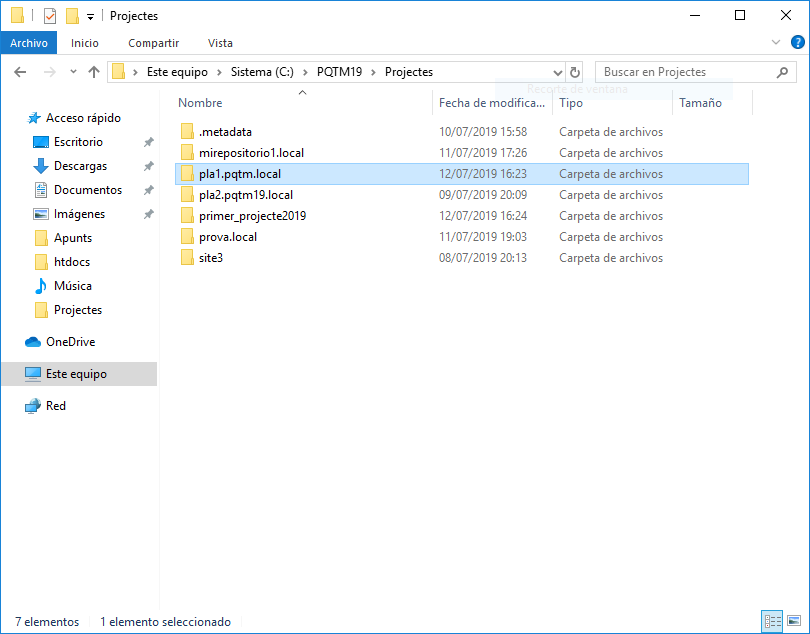 Projectes
Archivo Inicio Compartir Vista ?
Este equipo > Sistema (C:) > PQTM19 > Projectes Buscar en Projectes
Recorte de ventana
Nombre Fecha de modifica... Tipo Tamaño
Acceso rápido
Escritorio
Descargas
Documentos
Imágenes
Apunts
htdocs
Música
Projectes
OneDrive
Este equipo
Red
.metadata 10/07/2019 15:58 Carpeta de archivos
mirepositorio1.local 11/07/2019 17:26 Carpeta de archivos
pla1.pqtm.local 12/07/2019 16:23 Carpeta de archivos
pla2.pqtm19.local 09/07/2019 20:09 Carpeta de archivos
primer_projecte2019 12/07/2019 16:24 Carpeta de archivos
prova.local 11/07/2019 19:03 Carpeta de archivos
site3 08/07/2019 20:13 Carpeta de archivos
7 elementos 1 elemento seleccionado